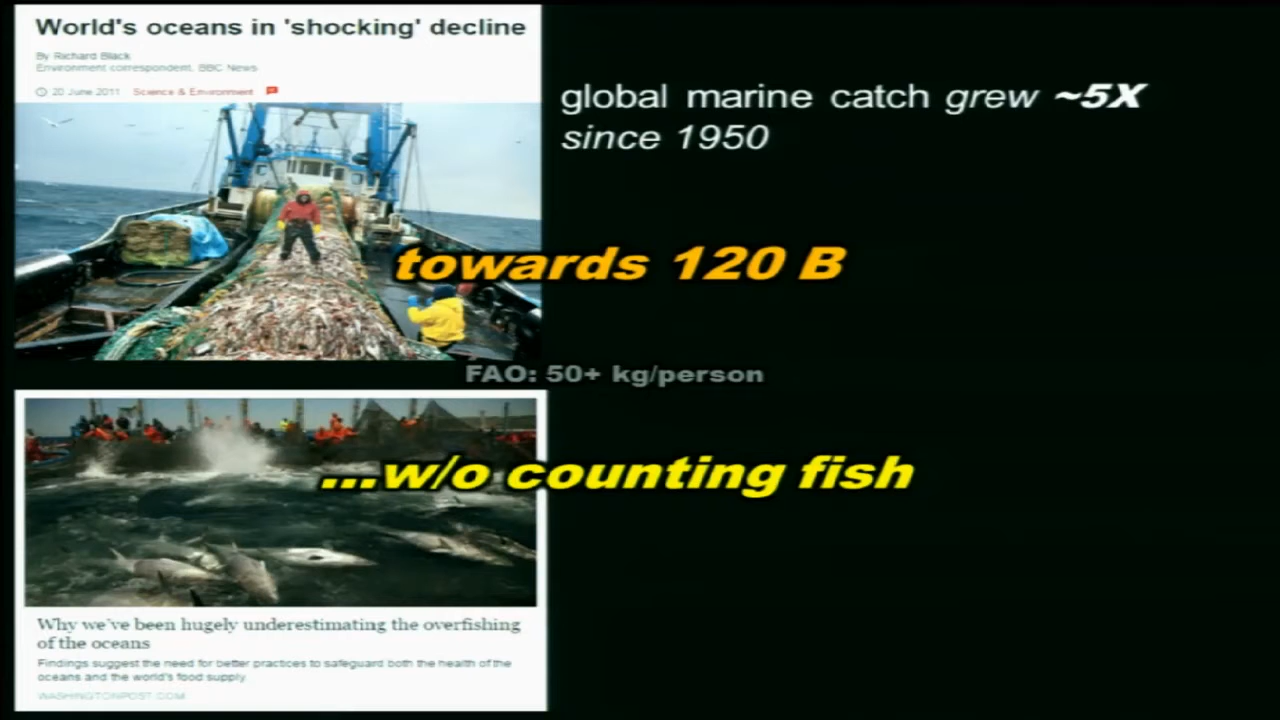 World's oceans in 'shocking' decline
By Richard Black
Environment correspondent, BBC News
20 June 2011 Science & Environment
global marine catch grew ~5X
since 1950
towards 120 B
FAO: 50+ kg/person
...w/o counting fish
Why we've been hugely underestimating the overfishing
of the oceans
Findings suggest the need for better practices to safeguard both the health of the
oceans and the world's food supply
WASHINGTONPOST.COM